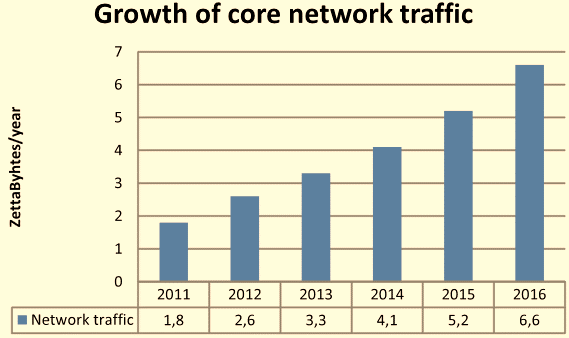 Growth of core network traffic
ZettaByhtes/year
7
6
5
4
3
2
1
0
2011 2012 2013 2014 2015 2016
Network traffic 1,8 2,6 3,3 4,1 5,2 6,6